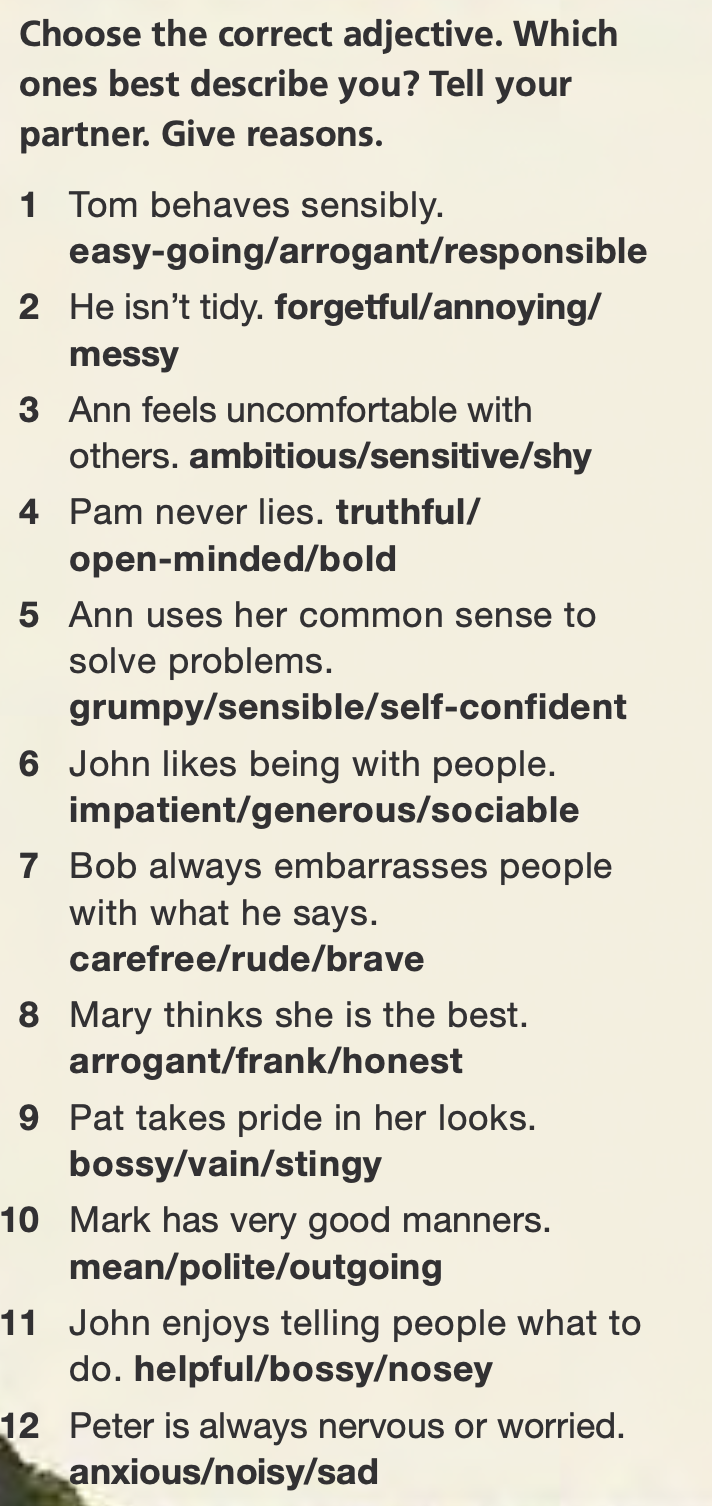 Choose the correct adjective. Which
ones best describe you? Tell your
partner. Give reasons.
1 Tom behaves sensibly.
easy-going/arrogant/responsible
2 He isn’t tidy. forgetful/annoying/
messy
3 Ann feels uncomfortable with
others. ambitious/sensitive/shy
4 Pam never lies. truthful/
open-minded/bold
5 Ann uses her common sense to
solve problems.
grumpy/sensible/self-confident
6 John likes being with people.
impatient/generous/sociable
7 Bob always embarrasses people
with what he says.
carefree/rude/brave
8 Mary thinks she is the best.
arrogant/frank/honest
9 Pat takes pride in her looks.
bossy/vain/stingy
10 Mark has very good manners.
mean/polite/outgoing
11 John enjoys telling people what to
do. helpful/bossy/nosey
12 Peter is always nervous or worried.
anxious/noisy/sad